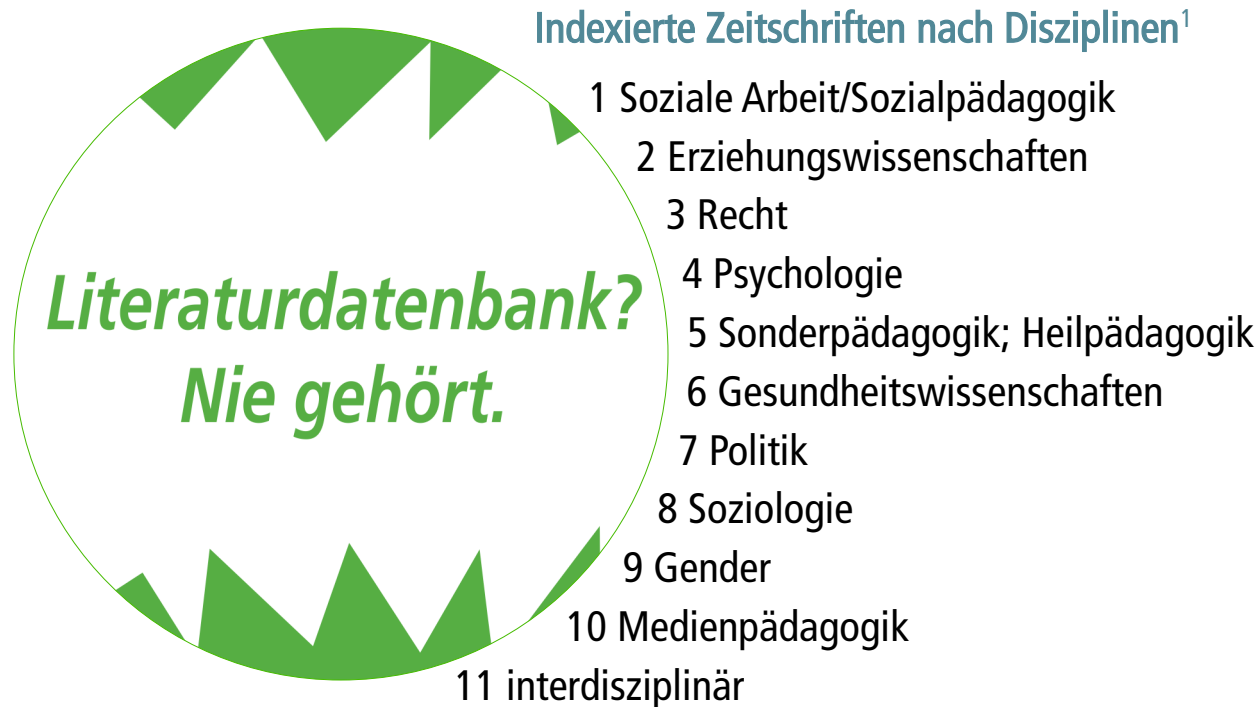 Indexierte Zeitschriften nach Disziplinen¹
1 Soziale Arbeit/Sozialpädagogik
2 Erziehungswissenschaften
3 Recht
4 Psychologie
5 Sonderpädagogik; Heilpädagogik
6 Gesundheitswissenschaften
7 Politik
8 Soziologie
9 Gender
10 Medienpädagogik
11 interdisziplinär
Literaturdatenbank?
Nie gehört.